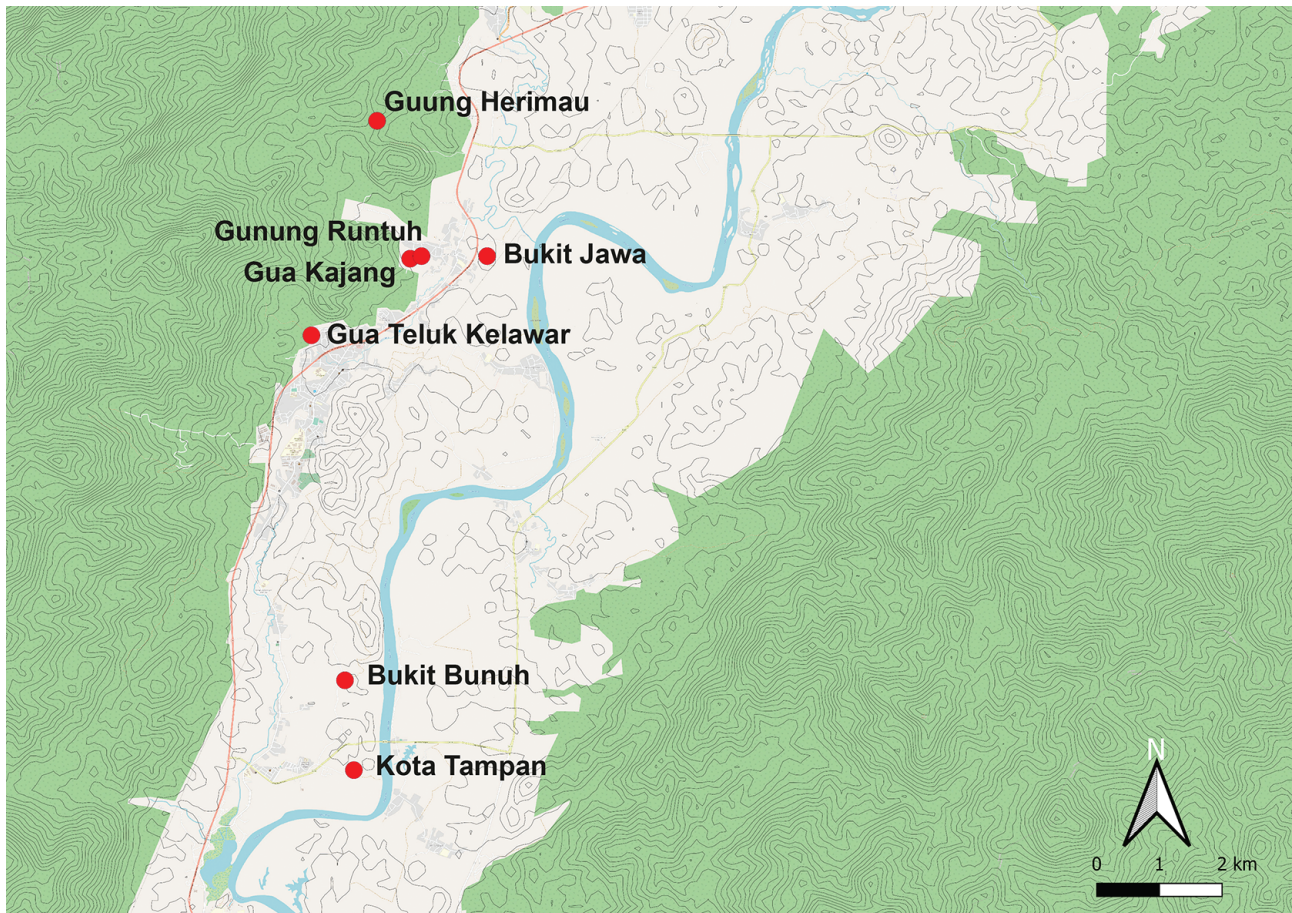 Guung Herimau
Gunung Runtuh
Bukit Jawa
Gua Kajang
Gua Teluk Kelawar
Bukit Bunuh
Kota Tampan
N
0 1 2 km